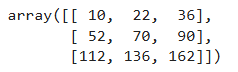 array([[ 10,  22,  36],
       [ 52,  70,  90],
       [112, 136, 162]])